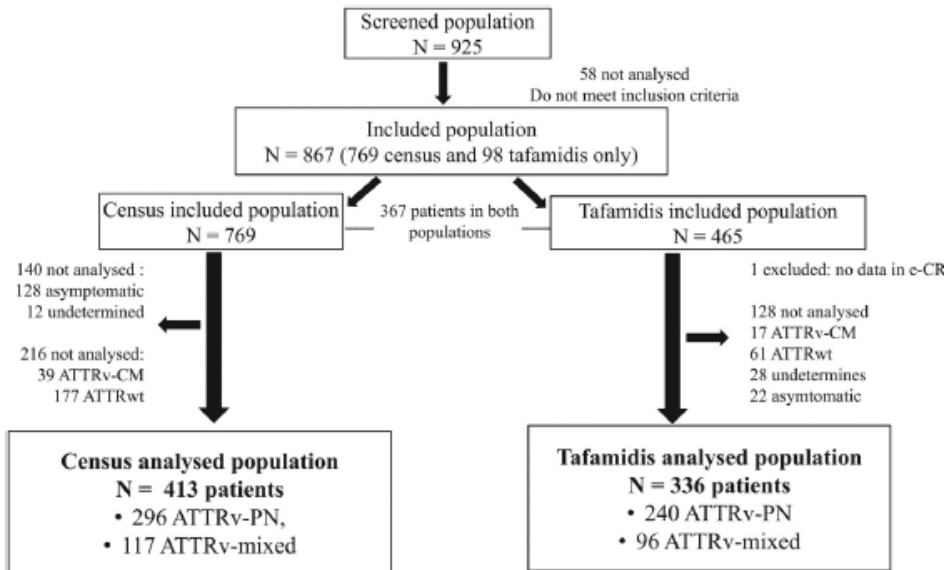 Screened population
N = 925
58 not analysed
Do not meet inclusion criteria
Included population
N = 867 (769 census and 98 tafamidis only)
Census included population
N = 769
367 patients in both
populations
Tafamidis included population
N = 465
140 not analysed :
128 asymptomatic
12 undetermined
216 not analysed:
39 ATTRv-CM
177 ATTRwt
1 excluded: no data in e-CR
128 not analysed
17 ATTRv-CM
61 ATTRwt
28 undetermines
22 asymtomatic
Census analysed population
N = 413 patients
• 296 ATTRv-PN,
• 117 ATTRv-mixed
Tafamidis analysed population
N = 336 patients
• 240 ATTRv-PN
• 96 ATTRv-mixed